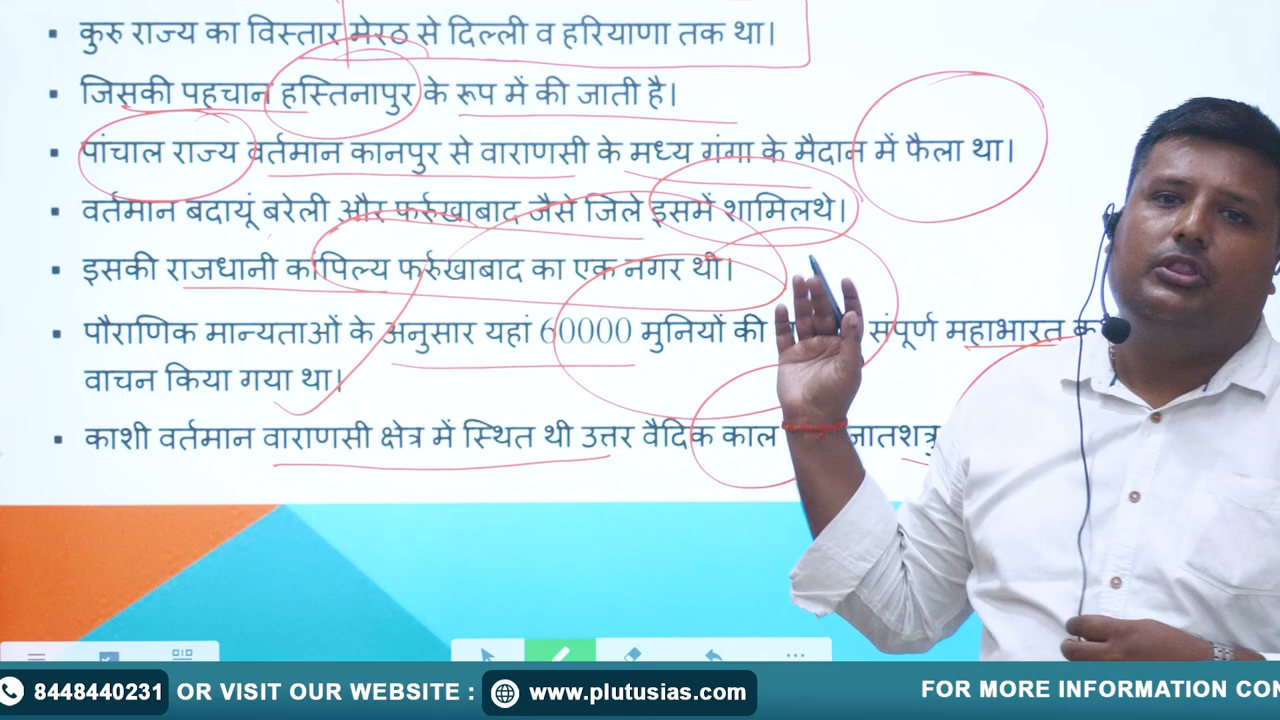 ▪ कुरु राज्य का विस्तार मेरठ से दिल्ली व हरियाणा तक था।
▪ जिसकी पहचान हस्तिनापुर के रूप में की जाती है।
▪ पांचाल राज्य वर्तमान कानपुर से वाराणसी के मध्य गंगा के मैदान में फैला था।
▪ वर्तमान बदायूं बरेली और फर्रुखाबाद जैसे जिले इसमें शामिलथे।
▪ इसकी राजधानी कांपिल्य फर्रुखाबाद का एक नगर थी।
▪ पौराणिक मान्यताओं के अनुसार यहां 60000 मुनियों की संपूर्ण महाभारत
वाचन किया गया था।
▪ काशी वर्तमान वाराणसी क्षेत्र में स्थित थी उत्तर वैदिक काल
8448440231 OR VISIT OUR WEBSITE : www.plutusias.com FOR MORE INFORMATION